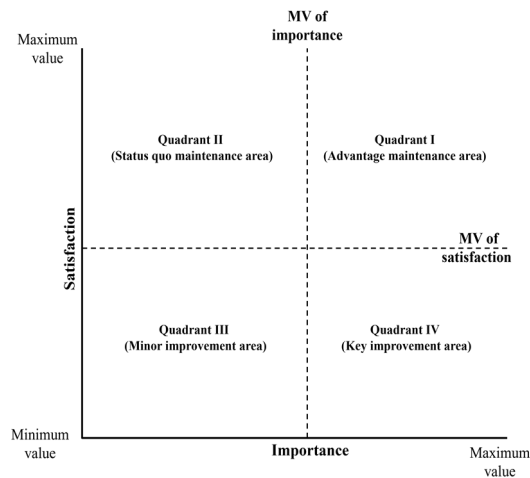 MV of
importance
Maximum
value
Quadrant II
(Status quo maintenance area)
Quadrant I
(Advantage maintenance area)
Satisfaction
MV of
satisfaction
Quadrant III
(Minor improvement area)
Quadrant IV
(Key improvement area)
Minimum
value
Importance
Maximum
value